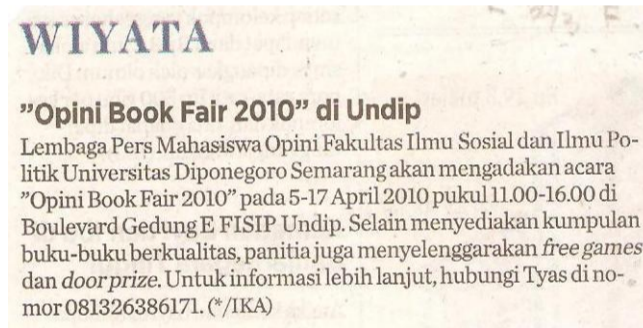 WIYATA
"Opini Book Fair 2010" di Undip
Lembaga Pers Mahasiswa Opini Fakultas Ilmu Sosial dan Ilmu Po-
litik Universitas Diponegoro Semarang akan mengadakan acara
"Opini Book Fair 2010" pada 5-17 April 2010 pukul 11.00-16.00 di
Boulevard Gedung E FISIP Undip. Selain menyediakan kumpulan
buku-buku berkualitas, panitia juga menyelenggarakan free games
dan door prize. Untuk informasi lebih lanjut, hubungi Tyas di no-
mor 081326386171. (*/IKA)